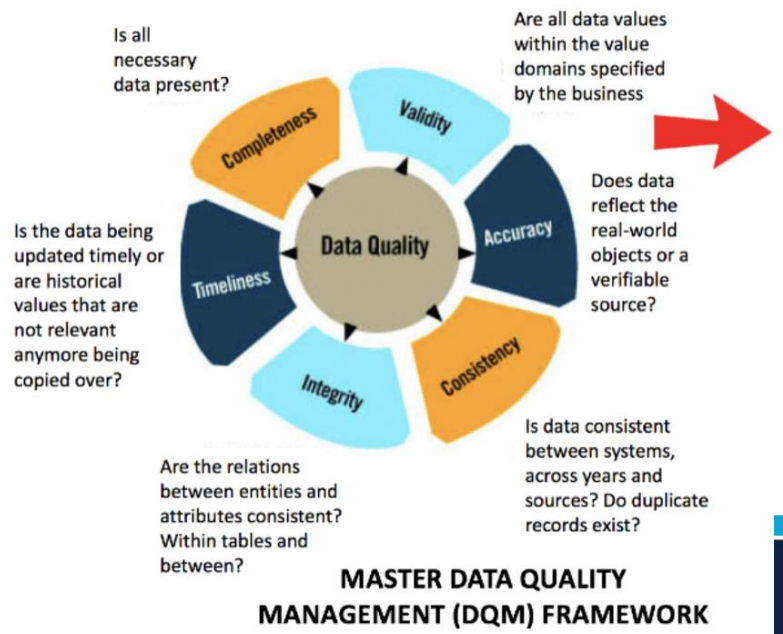 Is all
necessary
data present?
Are all data values
within the value
domains specified
by the business
Completeness
Validity
Does data
reflect the
real-world
objects or a
verifiable
source?
Accuracy
Data Quality
Is the data being
updated timely or
are historical
values that are
not relevant
anymore being
copied over?
Timeliness
Integrity
Consistency
Are the relations
between entities and
attributes consistent?
Within tables and
between?
Is data consistent
between systems,
across years and
sources? Do duplicate
records exist?
MASTER DATA QUALITY
MANAGEMENT (DQM) FRAMEWORK